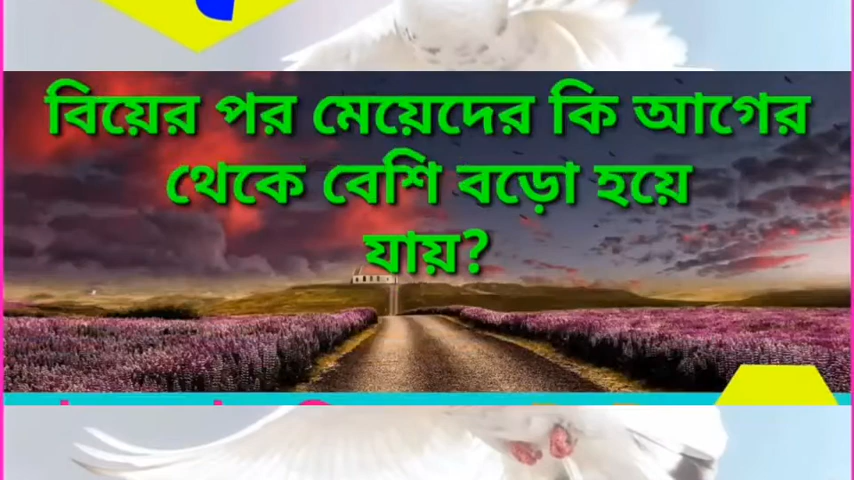 বিয়ের পর মেয়েদের কি আগের
থেকে বেশি বড়ো হয়ে
যায়?